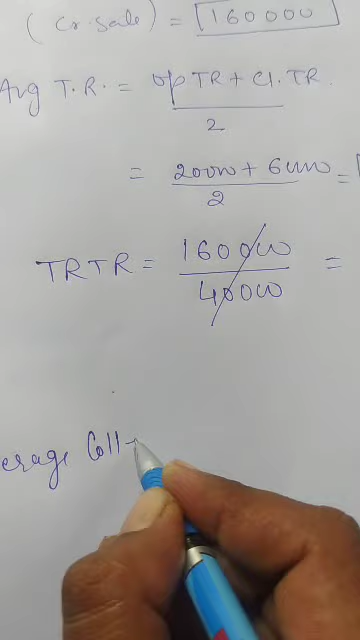 (Cr. Sale) = 160000
Avg T.R. = Op TR + Cl. TR.
2
= 20000 + 60000 =
2
TRTR = 160000 =
40000
erage Coll